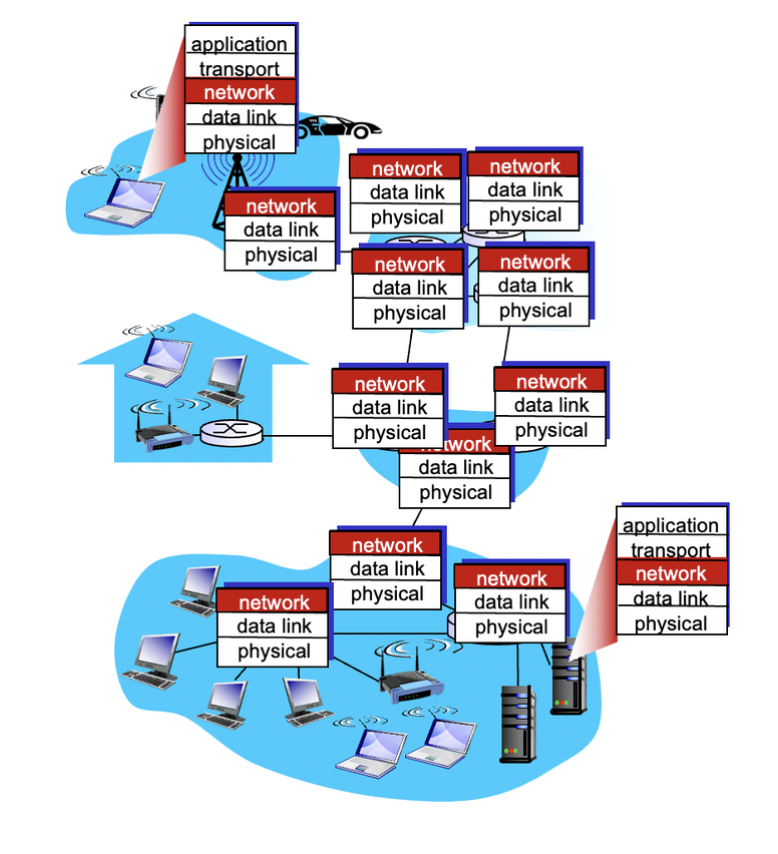 application
transport
network
data link
physical
network
data link
physical
network
data link
physical
network
data link
physical
network
data link
physical
network
data link
physical
network
data link
physical
network
data link
physical
network
data link
physical
network
data link
physical
network
data link
physical
network
data link
physical
application
transport
network
data link
physical